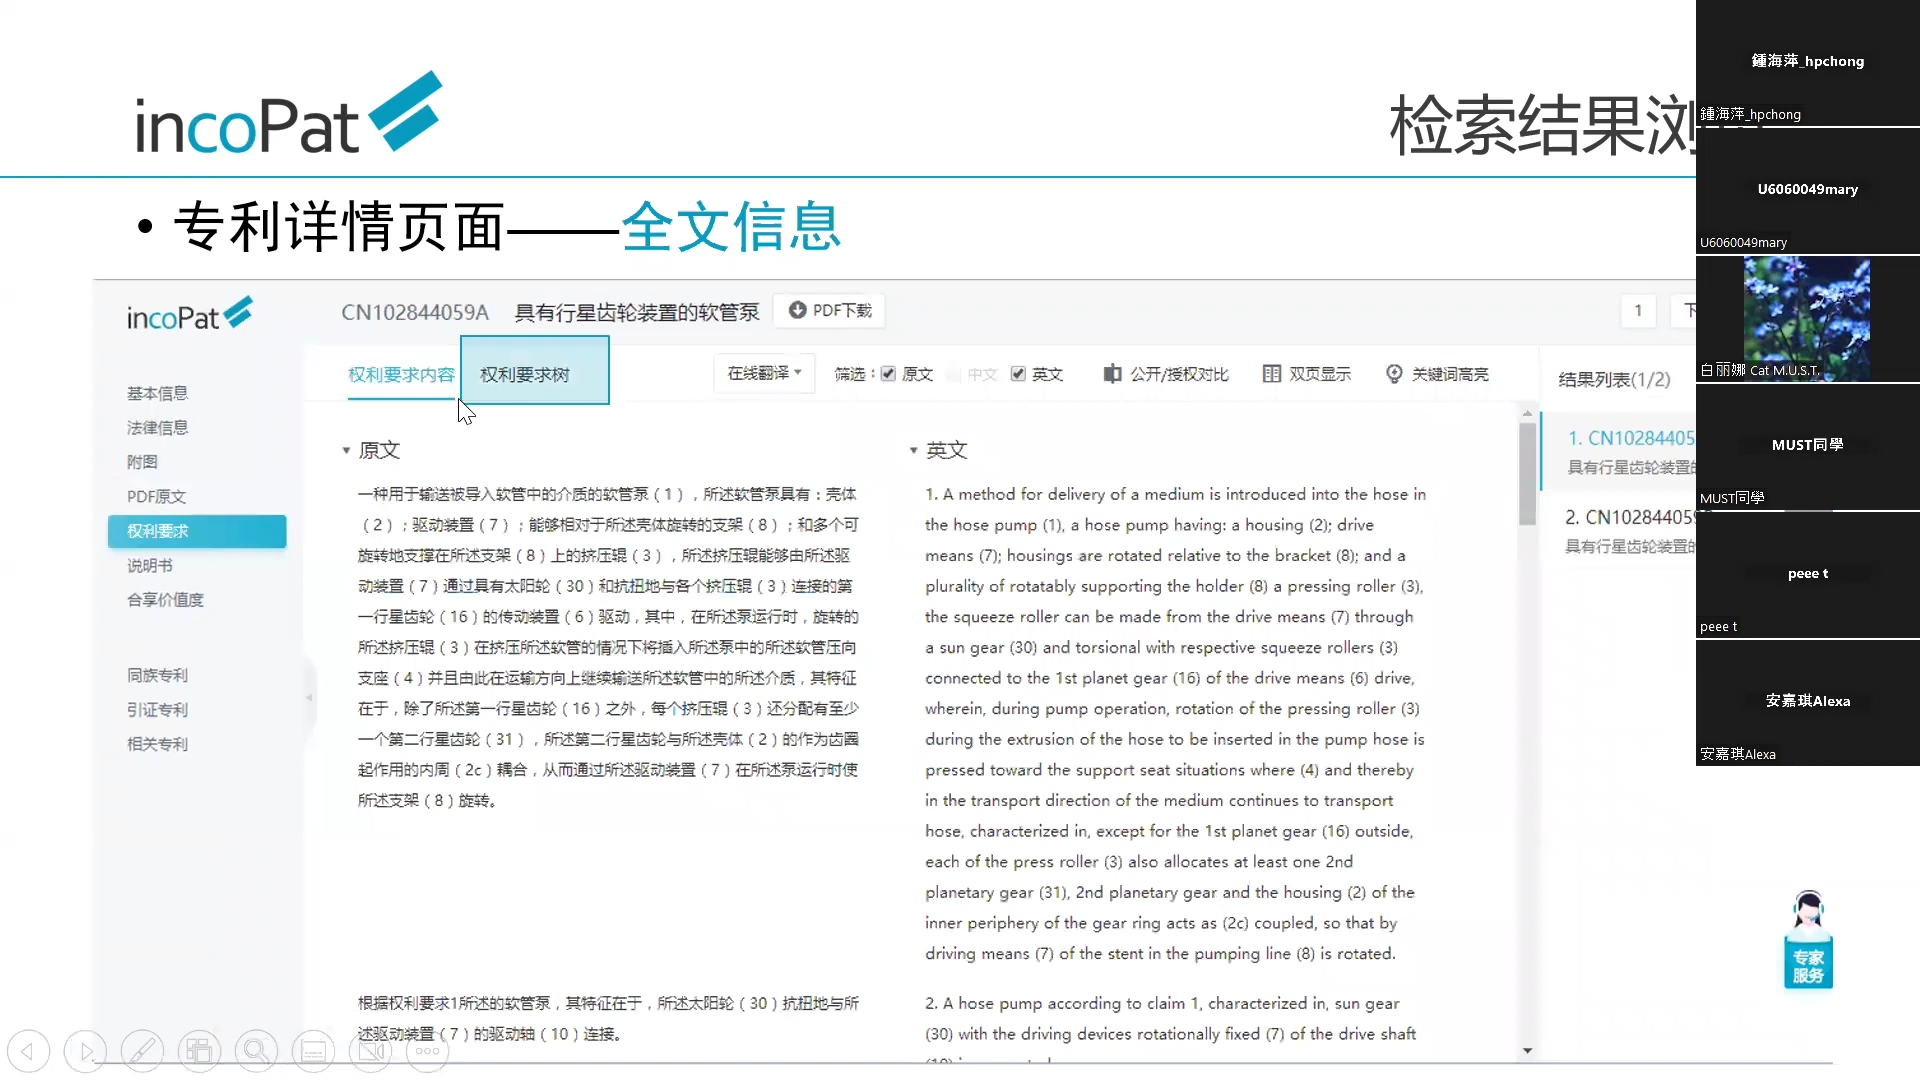 incoPat
检索结果浏
• 专利详情页面——全文信息
incoPat
CN102844059A 具有行星齿轮装置的软管泵 PDF下载
1 下
权利要求内容 权利要求树 在线翻译 筛选：原文 中文 英文 公开/授权对比 双页显示 关键词高亮
结果列表(1/2)
基本信息
法律信息
附图
PDF原文
权利要求
说明书
合享价值度
同族专利
引证专利
相关专利
原文
一种用于输送被导入软管中的介质的软管泵（1），所述软管泵具有：壳体
（2）；驱动装置（7）；能够相对于所述壳体旋转的支架（8）；和多个可
旋转地支撑在所述支架（8）上的挤压辊（3），所述挤压辊能够由所述驱
动装置（7）通过具有太阳轮（30）和抗扭地与各个挤压辊（3）连接的第
一行星齿轮（16）的传动装置（6）驱动，其中，在所述泵运行时，旋转的
所述挤压辊（3）在挤压所述软管的情况下将插入所述泵中的所述软管压向
支座（4）并且由此在运输方向上继续输送所述软管中的所述介质，其特征
在于，除了所述第一行星齿轮（16）之外，每个挤压辊（3）还分配有至少
一个第二行星齿轮（31），所述第二行星齿轮与所述壳体（2）的作为齿圈
起作用的内周（2c）耦合，从而通过所述驱动装置（7）在所述泵运行时使
所述支架（8）旋转。
根据权利要求1所述的软管泵，其特征在于，所述太阳轮（30）抗扭地与所
述驱动装置（7）的驱动轴（10）连接。
英文
1. A method for delivery of a medium is introduced into the hose in
the hose pump (1), a hose pump having: a housing (2); drive
means (7); housings are rotated relative to the bracket (8); and a
plurality of rotatably supporting the holder (8) a pressing roller (3),
the squeeze roller can be made from the drive means (7) through
a sun gear (30) and torsional with respective squeeze rollers (3)
connected to the 1st planet gear (16) of the drive means (6) drive,
wherein, during pump operation, rotation of the pressing roller (3)
during the extrusion of the hose to be inserted in the pump hose is
pressed toward the support seat situations where (4) and thereby
in the transport direction of the medium continues to transport
hose, characterized in, except for the 1st planet gear (16) outside,
each of the press roller (3) also allocates at least one 2nd
planetary gear (31), 2nd planetary gear and the housing (2) of the
inner periphery of the gear ring acts as (2c) coupled, so that by
driving means (7) of the stent in the pumping line (8) is rotated.
2. A hose pump according to claim 1, characterized in, sun gear
(30) with the driving devices rotationally fixed (7) of the drive shaft
1. CN10284405
具有行星齿轮装置的
2. CN102844059
具有行星齿轮装置的
专家
服务
鍾海萍_hpchong
鍾海萍_hpchong
U6060049mary
U6060049mary
白丽娜 Cat M.U.S.T.
MUST同學
MUST同學
peee t
peee t
安嘉琪Alexa
安嘉琪Alexa